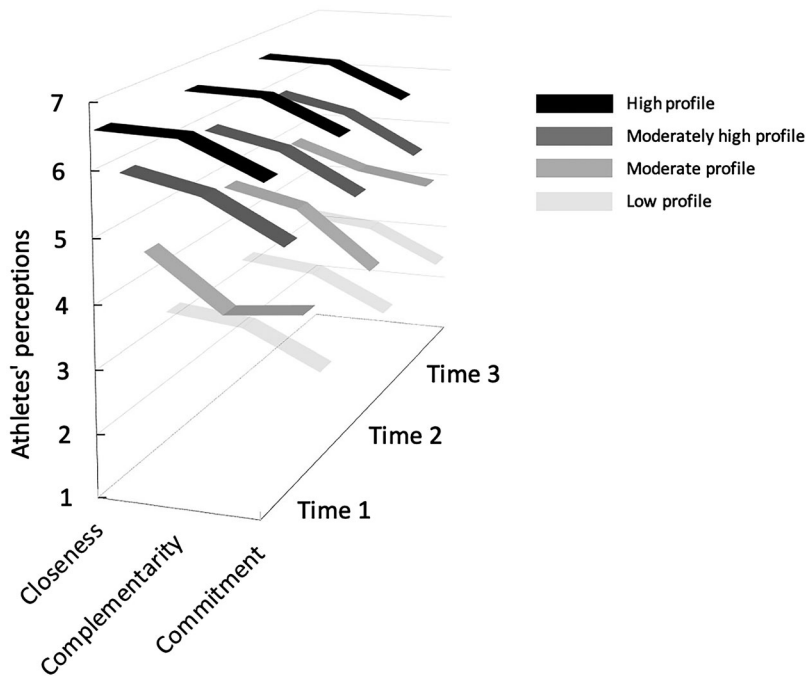 7
6
5
4
3
2
1
Athletes' perceptions
Closeness
Complementarity
Commitment
Time 1
Time 2
Time 3
High profile
Moderately high profile
Moderate profile
Low profile